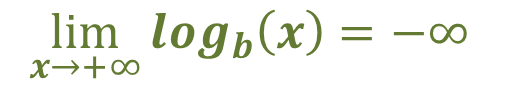 lim log_b(x) = −∞
x→+∞